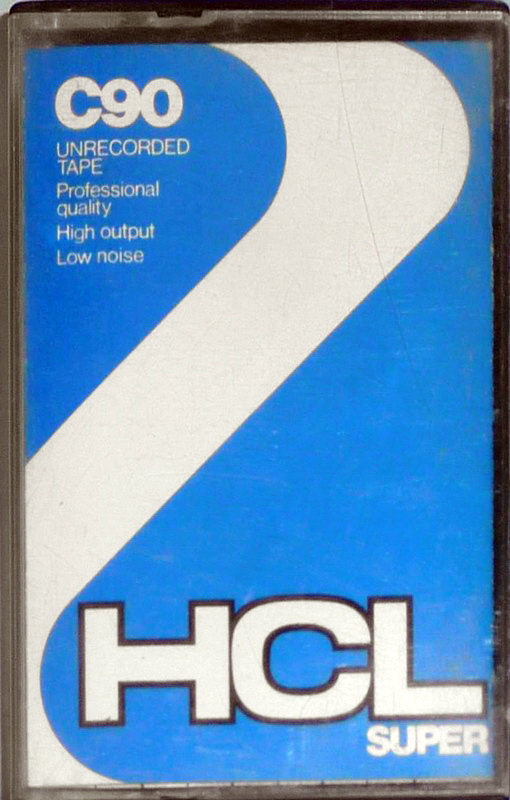 C90
UNRECORDED
TAPE
Professional
quality
High output
Low noise
HCL
SUPER